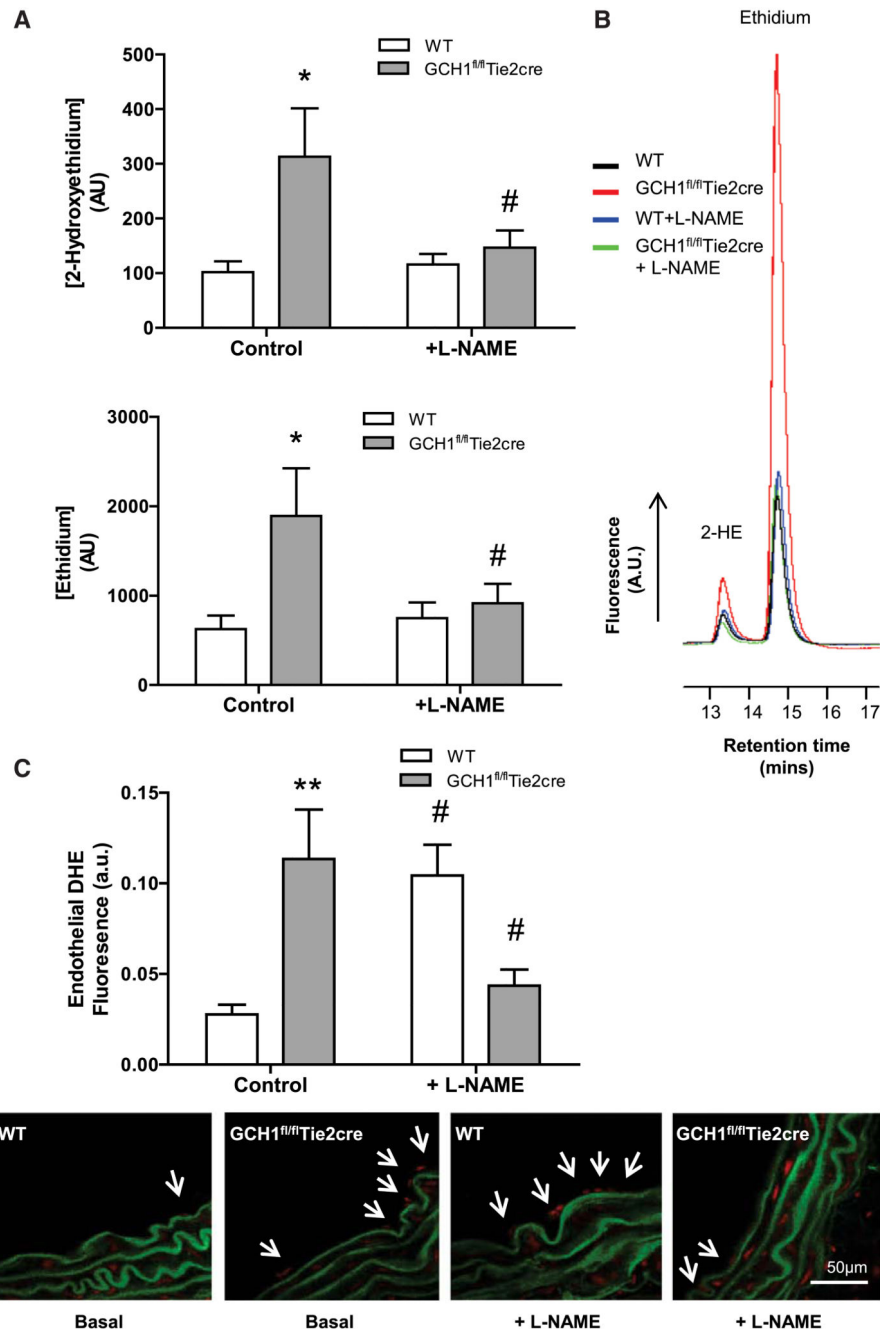 A
WT
GCH1fl/flTie2cre
[2-Hydroxyethidium]
(AU)
500
400
300
200
100
0
*
#
Control
+L-NAME
WT
GCH1fl/flTie2cre
[Ethidium]
(AU)
3000
2000
1000
0
*
#
Control
+L-NAME
B
Ethidium
WT
GCH1fl/flTie2cre
WT+L-NAME
GCH1fl/flTie2cre
+ L-NAME
2-HE
Fluorescence
(A.U.)
13 14 15 16 17
Retention time
(mins)
C
WT
GCH1fl/flTie2cre
Endothelial DHE
Fluoresence (a.u.)
0.15
0.10
0.05
0.00
**
#
#
Control
+ L-NAME
WT
GCH1fl/flTie2cre
WT
GCH1fl/flTie2cre
50µm
Basal
Basal
+ L-NAME
+ L-NAME